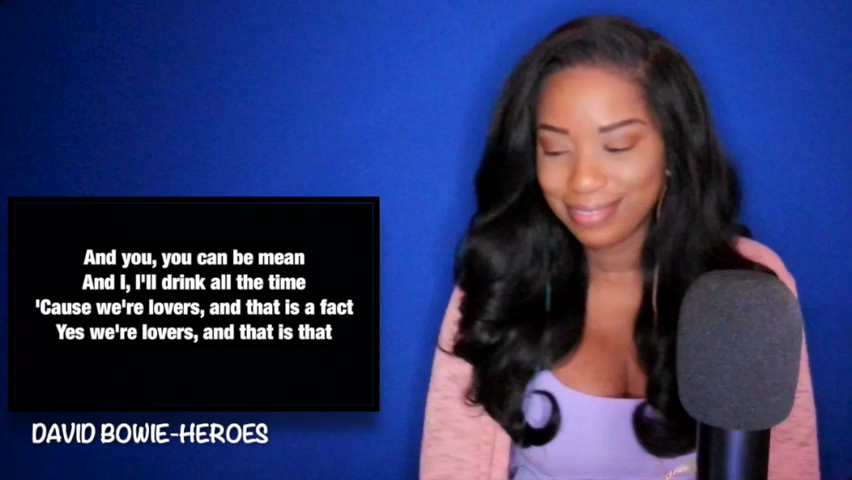 And you, you can be mean
And I, I'll drink all the time
'Cause we're lovers, and that is a fact
Yes we're lovers, and that is that
DAVID BOWIE-HEROES